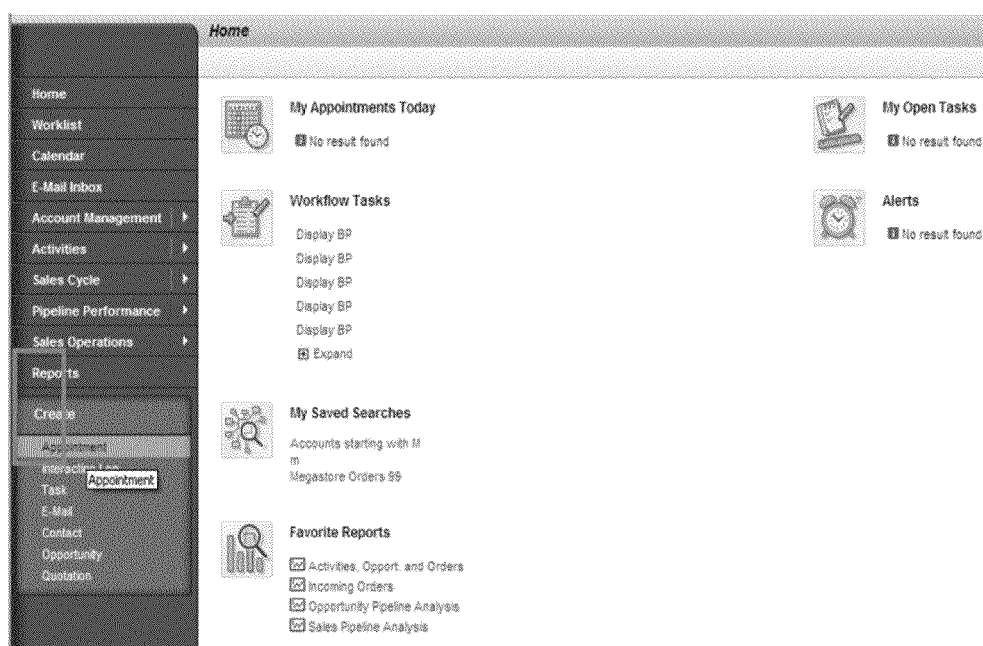 Home
Home
Worklist
Calendar
E-Mail Inbox
Account Management
Activities
Sales Cycle
Pipeline Performance
Sales Operations
Reports
Create
Appointment
Interaction Log
Appointment
Task
E-Mail
Contact
Opportunity
Quotation
My Appointments Today
No result found
Workflow Tasks
Display BP
Display BP
Display BP
Display BP
Display BP
Expand
My Saved Searches
Accounts starting with M
m
Megastore Orders 99
Favorite Reports
Activities, Opport. and Orders
Incoming Orders
Opportunity Pipeline Analysis
Sales Pipeline Analysis
My Open Tasks
No result found
Alerts
No result found